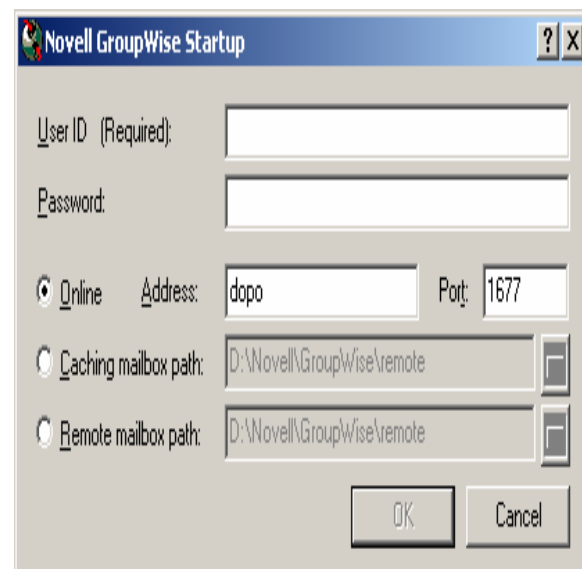 Novell GroupWise Startup
User ID (Required):
Password:
Online Address: dopo Port: 1677
Caching mailbox path: D:\Novell\GroupWise\remote
Remote mailbox path: D:\Novell\GroupWise\remote
OK Cancel